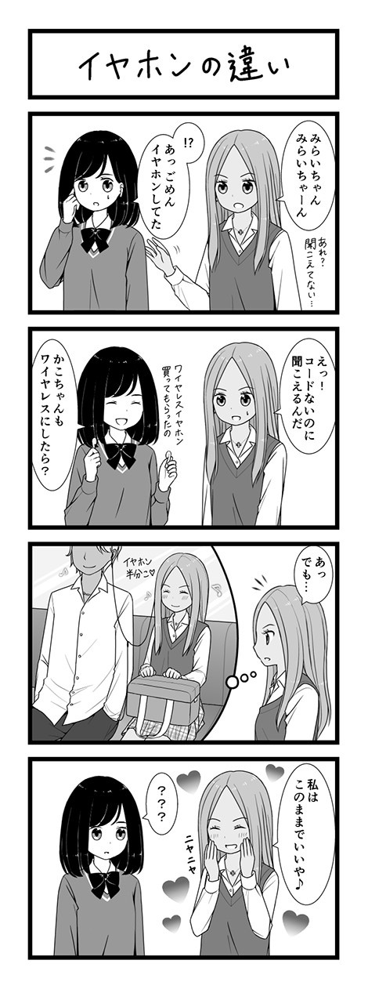 イヤホンの違い
みらいちゃん
みらいちゃーん
あれ?
聞こえてない…
!?
あっごめん
イヤホンしてた
えっ!
コードないのに
聞こえるんだ
ワイヤレスイヤホン
買ってもらったの
かこちゃんも
ワイヤレスにしたら?
あっ
でも…
イヤホン
半分こ♡
私は
このままでいいや♪
ニヤニヤ
???